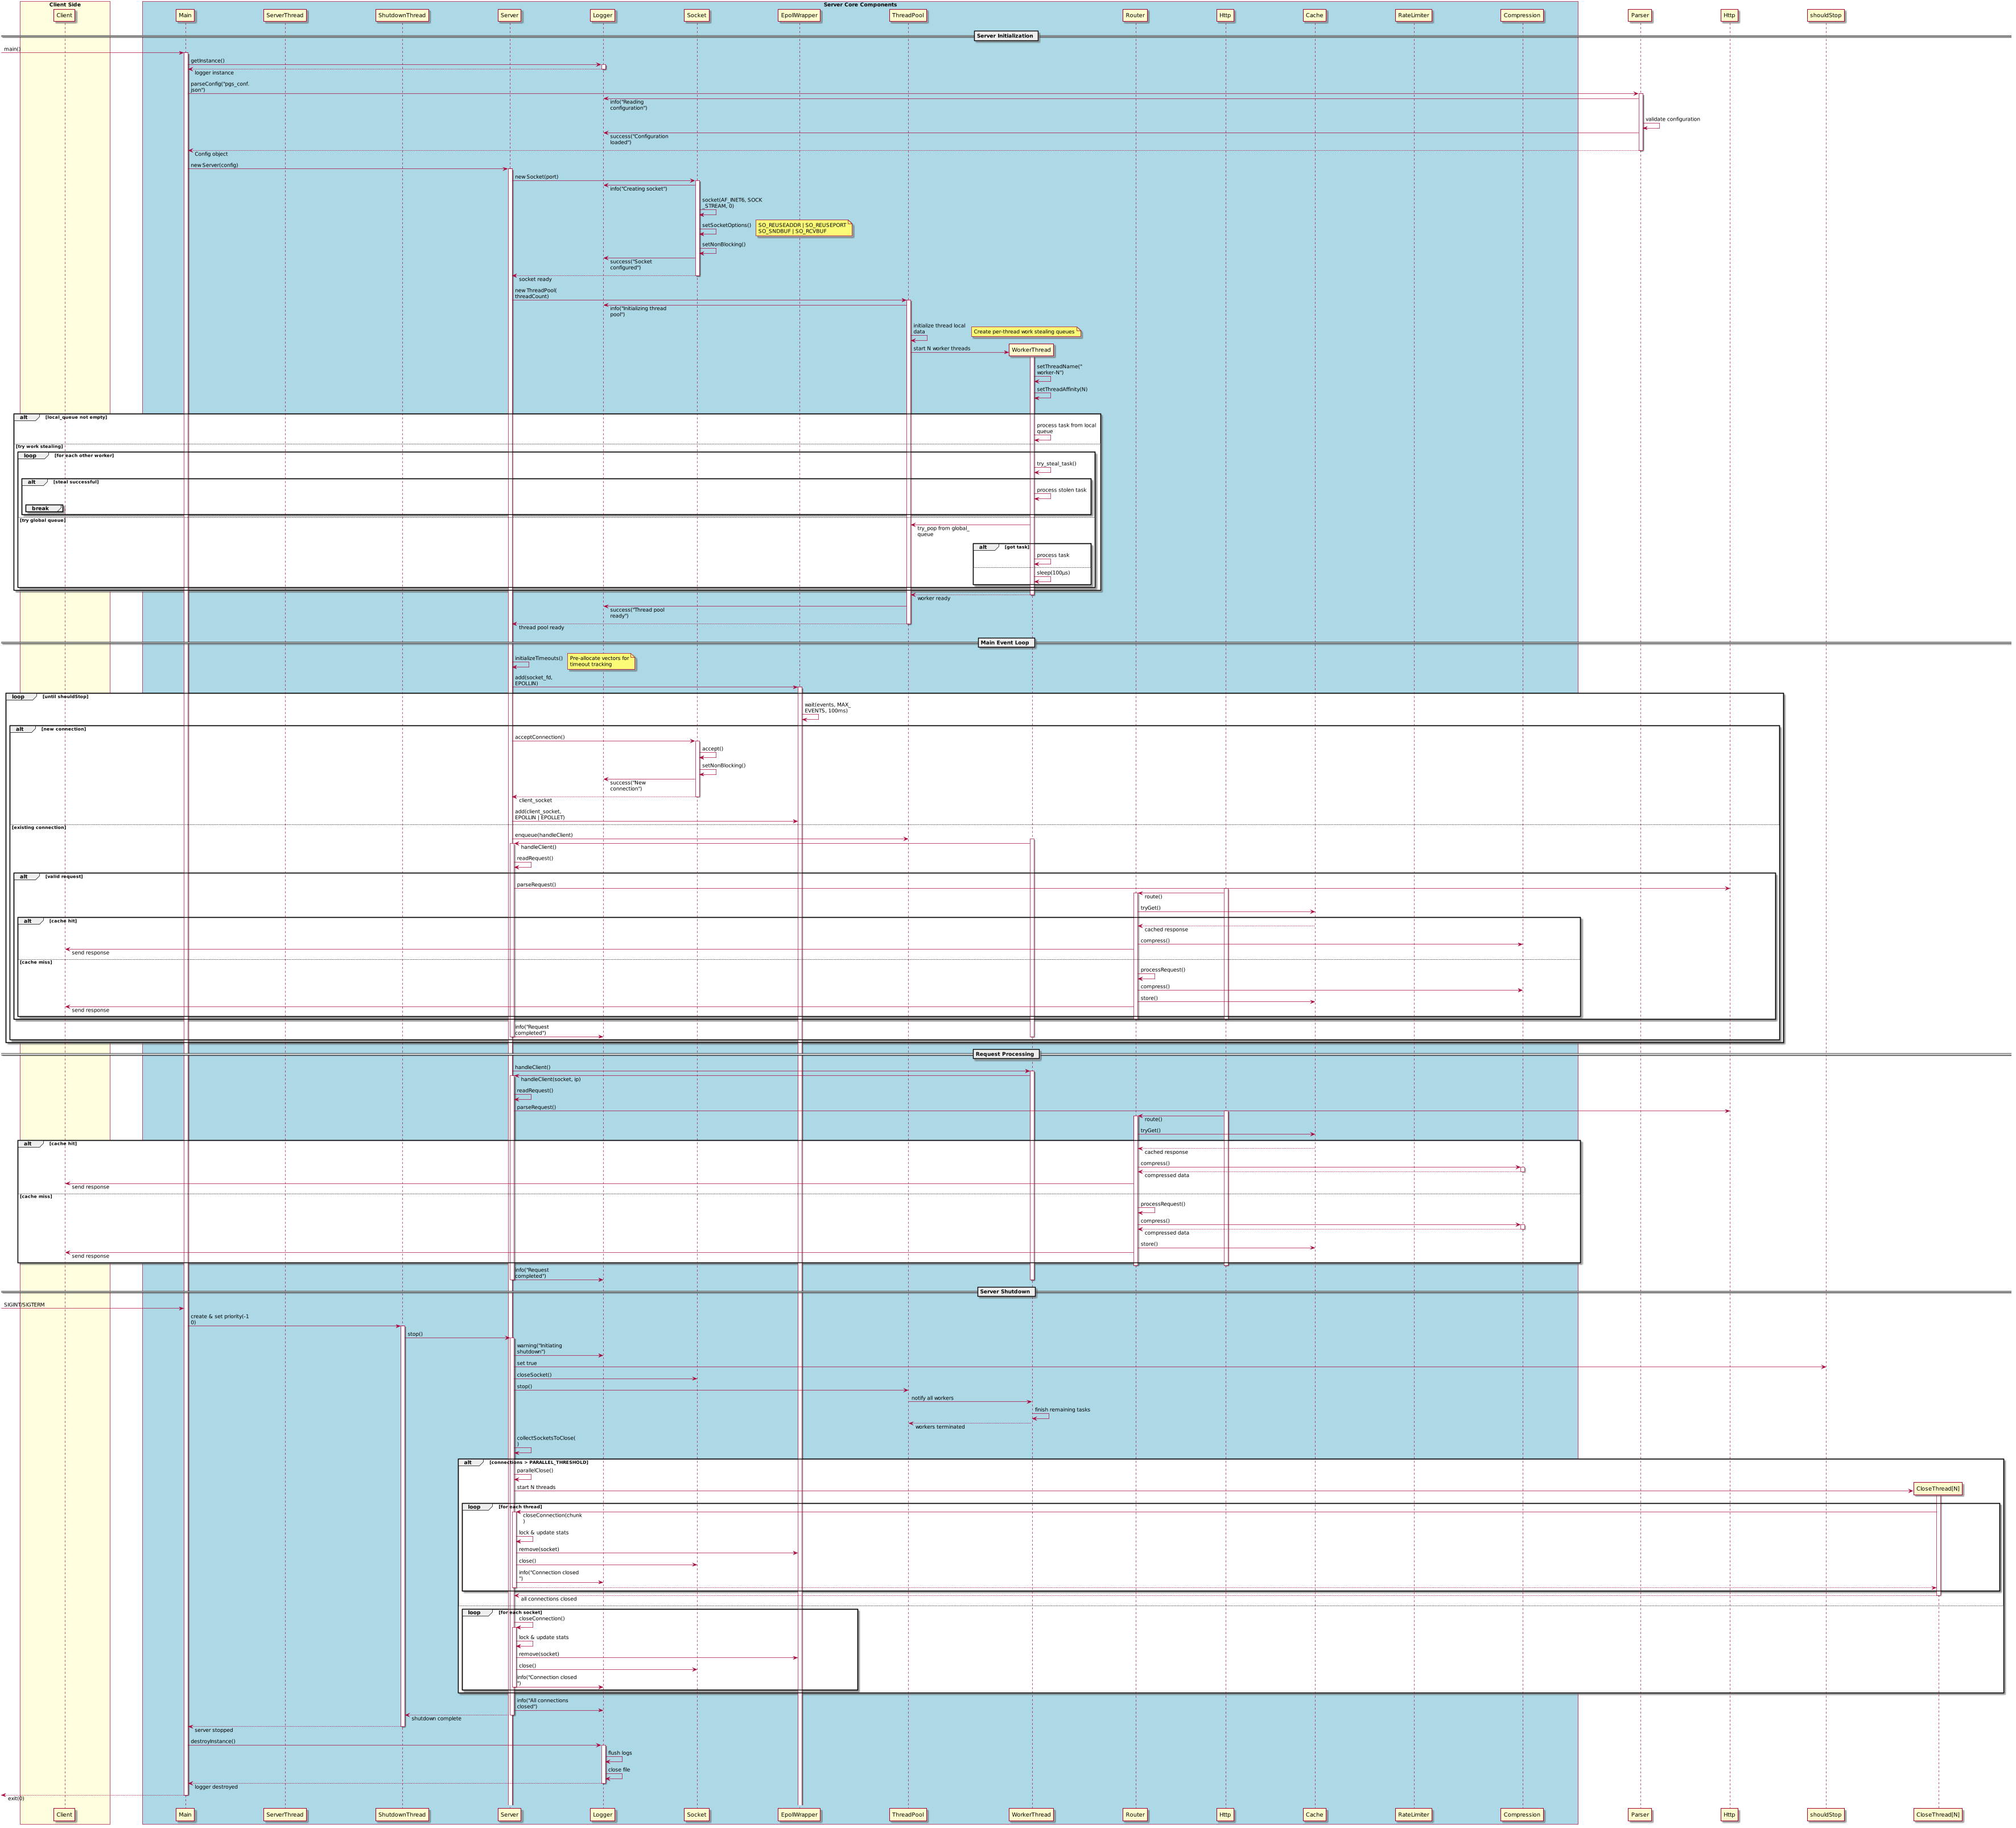 Client Side
Server Core Components
Client
Main
ServerThread
ShutdownThread
Server
Logger
Socket
EpollWrapper
ThreadPool
Router
Http
Cache
RateLimiter
Compression
Parser
Http
shouldStop
Server Initialization
main()
getInstance()
logger instance
parseConfig("pgs_conf.
json")
info("Reading
configuration")
validate configuration
success("Configuration
loaded")
Config object
new Server(config)
new Socket(port)
info("Creating socket")
socket(AF_INET6, SOCK
_STREAM, 0)
setSocketOptions()
SO_REUSEADDR | SO_REUSEPORT
SO_SNDBUF | SO_RCVBUF
setNonBlocking()
success("Socket
configured")
socket ready
new ThreadPool(
threadCount)
info("Initializing thread
pool")
initialize thread local
data
Create per-thread work stealing queues
start N worker threads
WorkerThread
setThreadName("
worker-N")
setThreadAffinity(N)
alt [local_queue not empty]
process task from local
queue
[try work stealing]
loop [for each other worker]
try_steal_task()
alt [steal successful]
process stolen task
break
[try global queue]
try_pop from global_
queue
alt [got task]
process task
sleep(100µs)
worker ready
success("Thread pool
ready")
thread pool ready
Main Event Loop
initializeTimeouts()
Pre-allocate vectors for
timeout tracking
add(socket_fd,
EPOLLIN)
loop [until shouldStop]
wait(events, MAX_
EVENTS, 100ms)
alt [new connection]
acceptConnection()
accept()
setNonBlocking()
success("New
connection")
client_socket
add(client_socket,
EPOLLIN | EPOLLET)
[existing connection]
enqueue(handleClient)
handleClient()
readRequest()
alt [valid request]
parseRequest()
route()
tryGet()
alt [cache hit]
cached response
compress()
send response
[cache miss]
processRequest()
compress()
store()
send response
info("Request
completed")
Request Processing
handleClient()
handleClient(socket, ip)
readRequest()
parseRequest()
route()
tryGet()
alt [cache hit]
cached response
compress()
compressed data
send response
[cache miss]
processRequest()
compress()
compressed data
store()
send response
info("Request
completed")
Server Shutdown
SIGINT/SIGTERM
create & set priority(-1
0)
stop()
warning("Initiating
shutdown")
set true
closeSocket()
stop()
notify all workers
finish remaining tasks
workers terminated
collectSocketsToClose(
)
alt [connections > PARALLEL_THRESHOLD]
parallelClose()
start N threads
CloseThread[N]
loop [for each thread]
closeConnection(chunk
)
lock & update stats
remove(socket)
close()
info("Connection closed
")
all connections closed
loop [for each socket]
closeConnection()
lock & update stats
remove(socket)
close()
info("Connection closed
")
info("All connections
closed")
shutdown complete
server stopped
destroyInstance()
flush logs
close file
logger destroyed
exit(0)
Client
Main
ServerThread
ShutdownThread
Server
Logger
Socket
EpollWrapper
ThreadPool
WorkerThread
Router
Http
Cache
RateLimiter
Compression
Parser
Http
shouldStop
CloseThread[N]